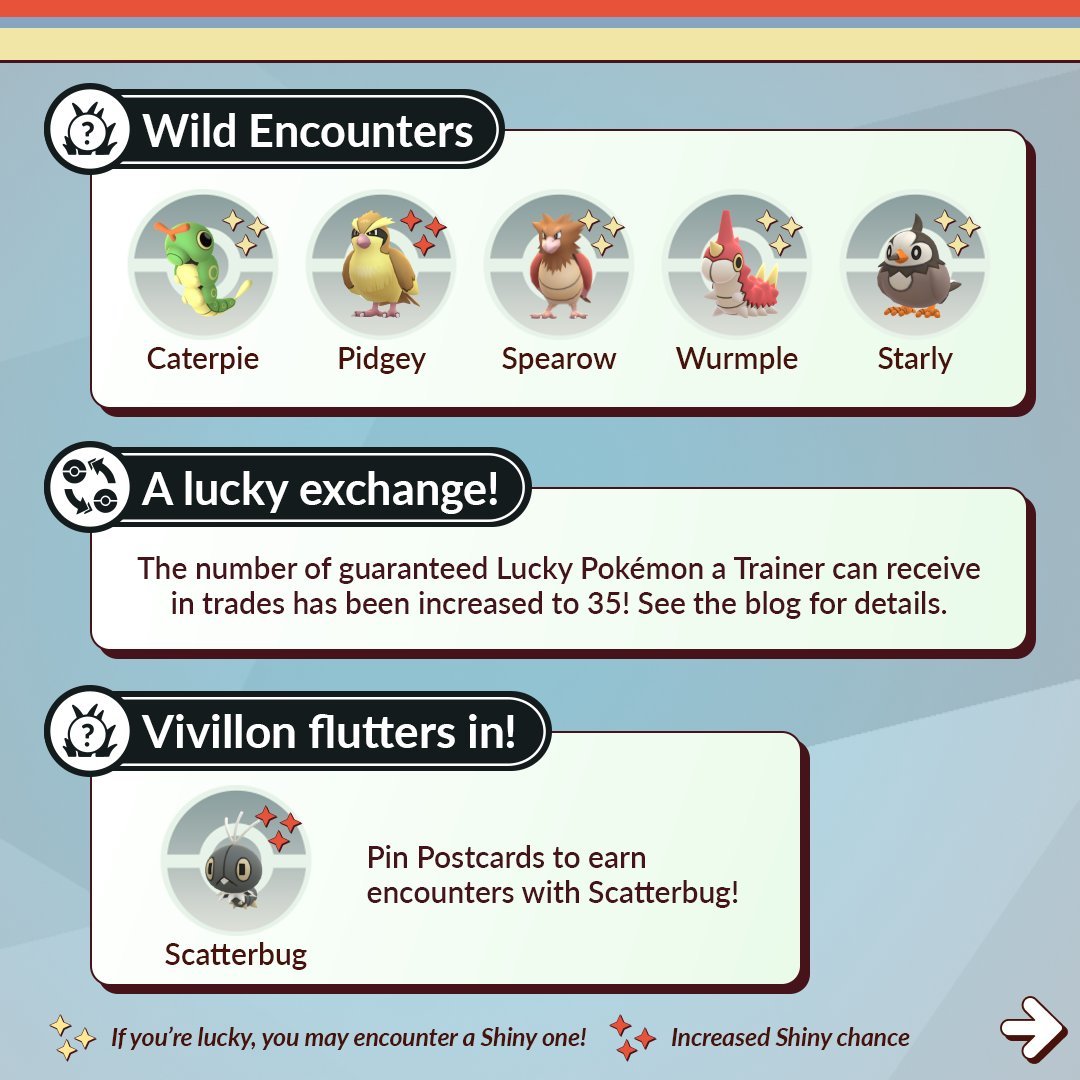 Wild Encounters
Caterpie
Pidgey
Spearow
Wurmple
Starly
A lucky exchange!
The number of guaranteed Lucky Pokémon a Trainer can receive
in trades has been increased to 35! See the blog for details.
Vivillon flutters in!
Scatterbug
Pin Postcards to earn
encounters with Scatterbug!
If you're lucky, you may encounter a Shiny one!
Increased Shiny chance